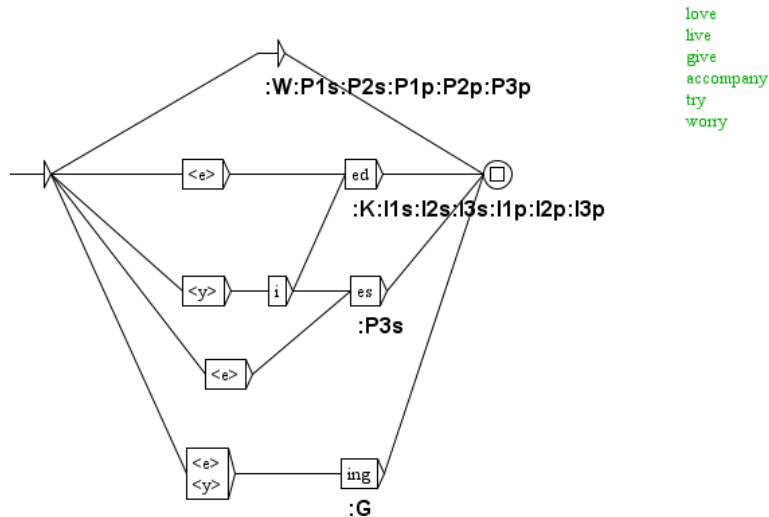 love
live
give
accompany
try
worry
:W:P1s:P2s:P1p:P2p:P3p
<e>
ed
:K:I1s:I2s:I3s:I1p:I2p:I3p
<y>
i
es
:P3s
<e>
<e>
<y>
ing
:G